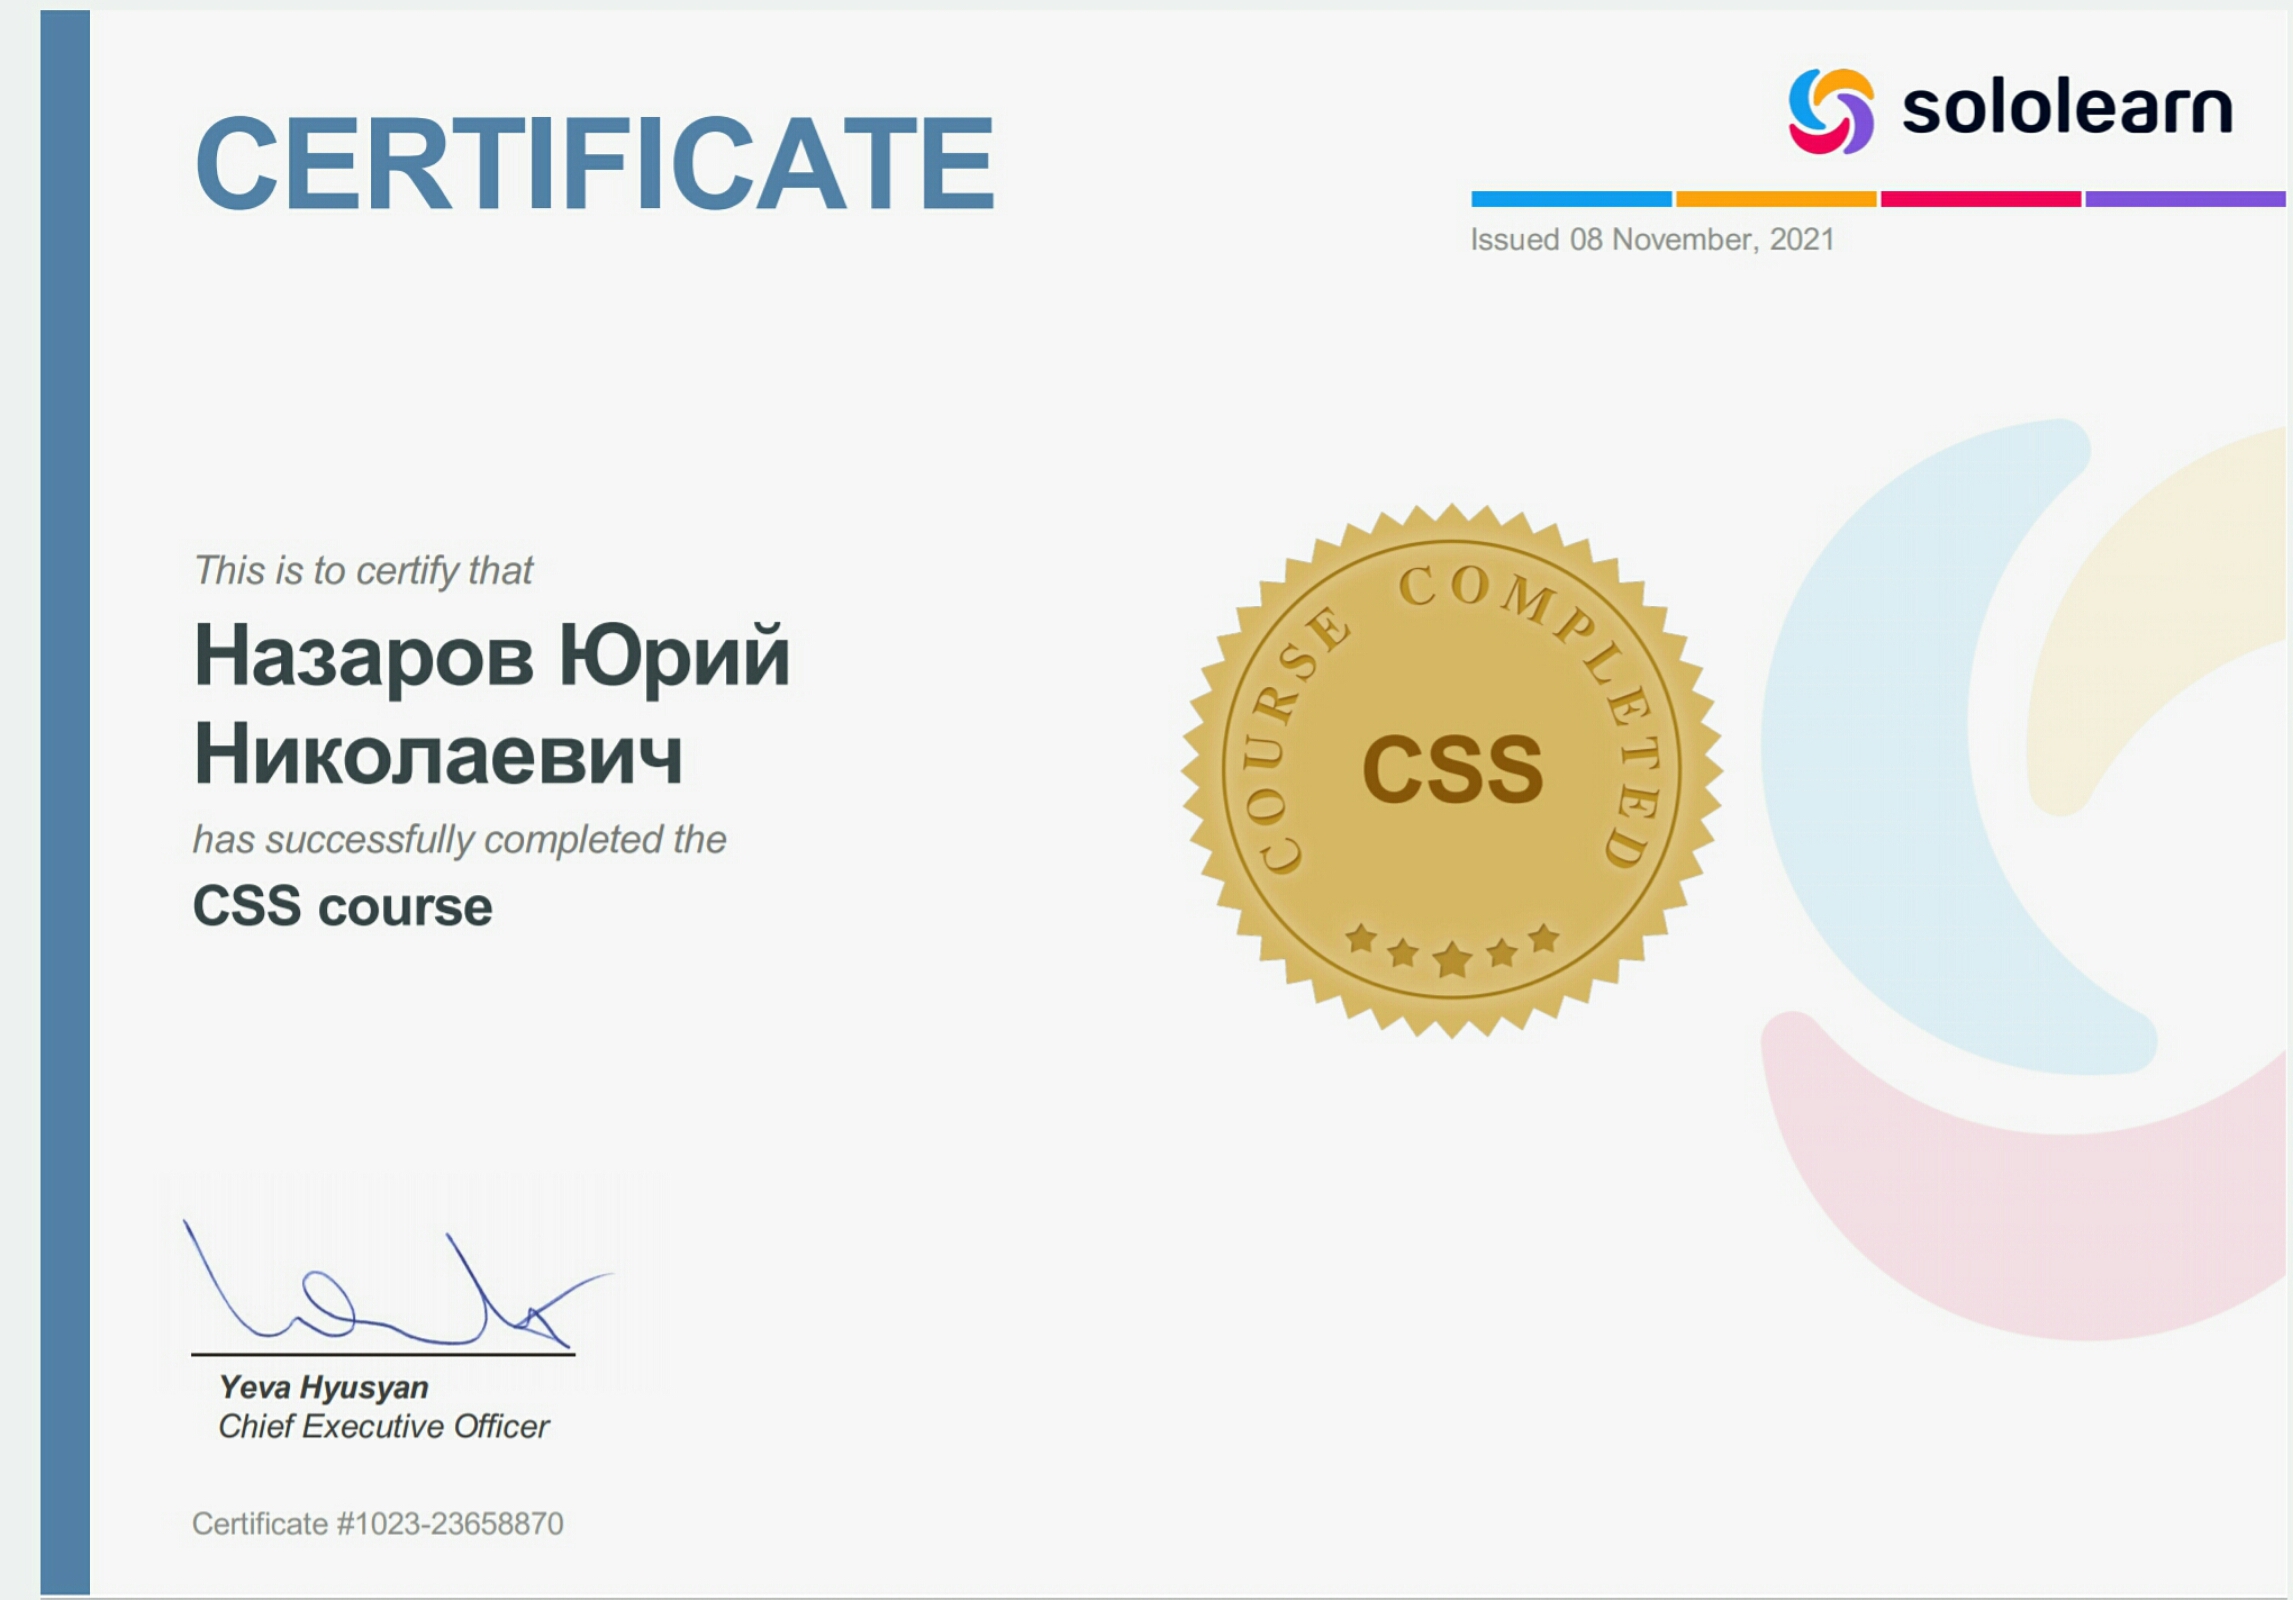 CERTIFICATE
sololearn
Issued 08 November, 2021
This is to certify that
Назаров Юрий
Николаевич
has successfully completed the
CSS course
COURSE COMPLETED
CSS
Yeva Hyusyan
Chief Executive Officer
Certificate #1023-23658870